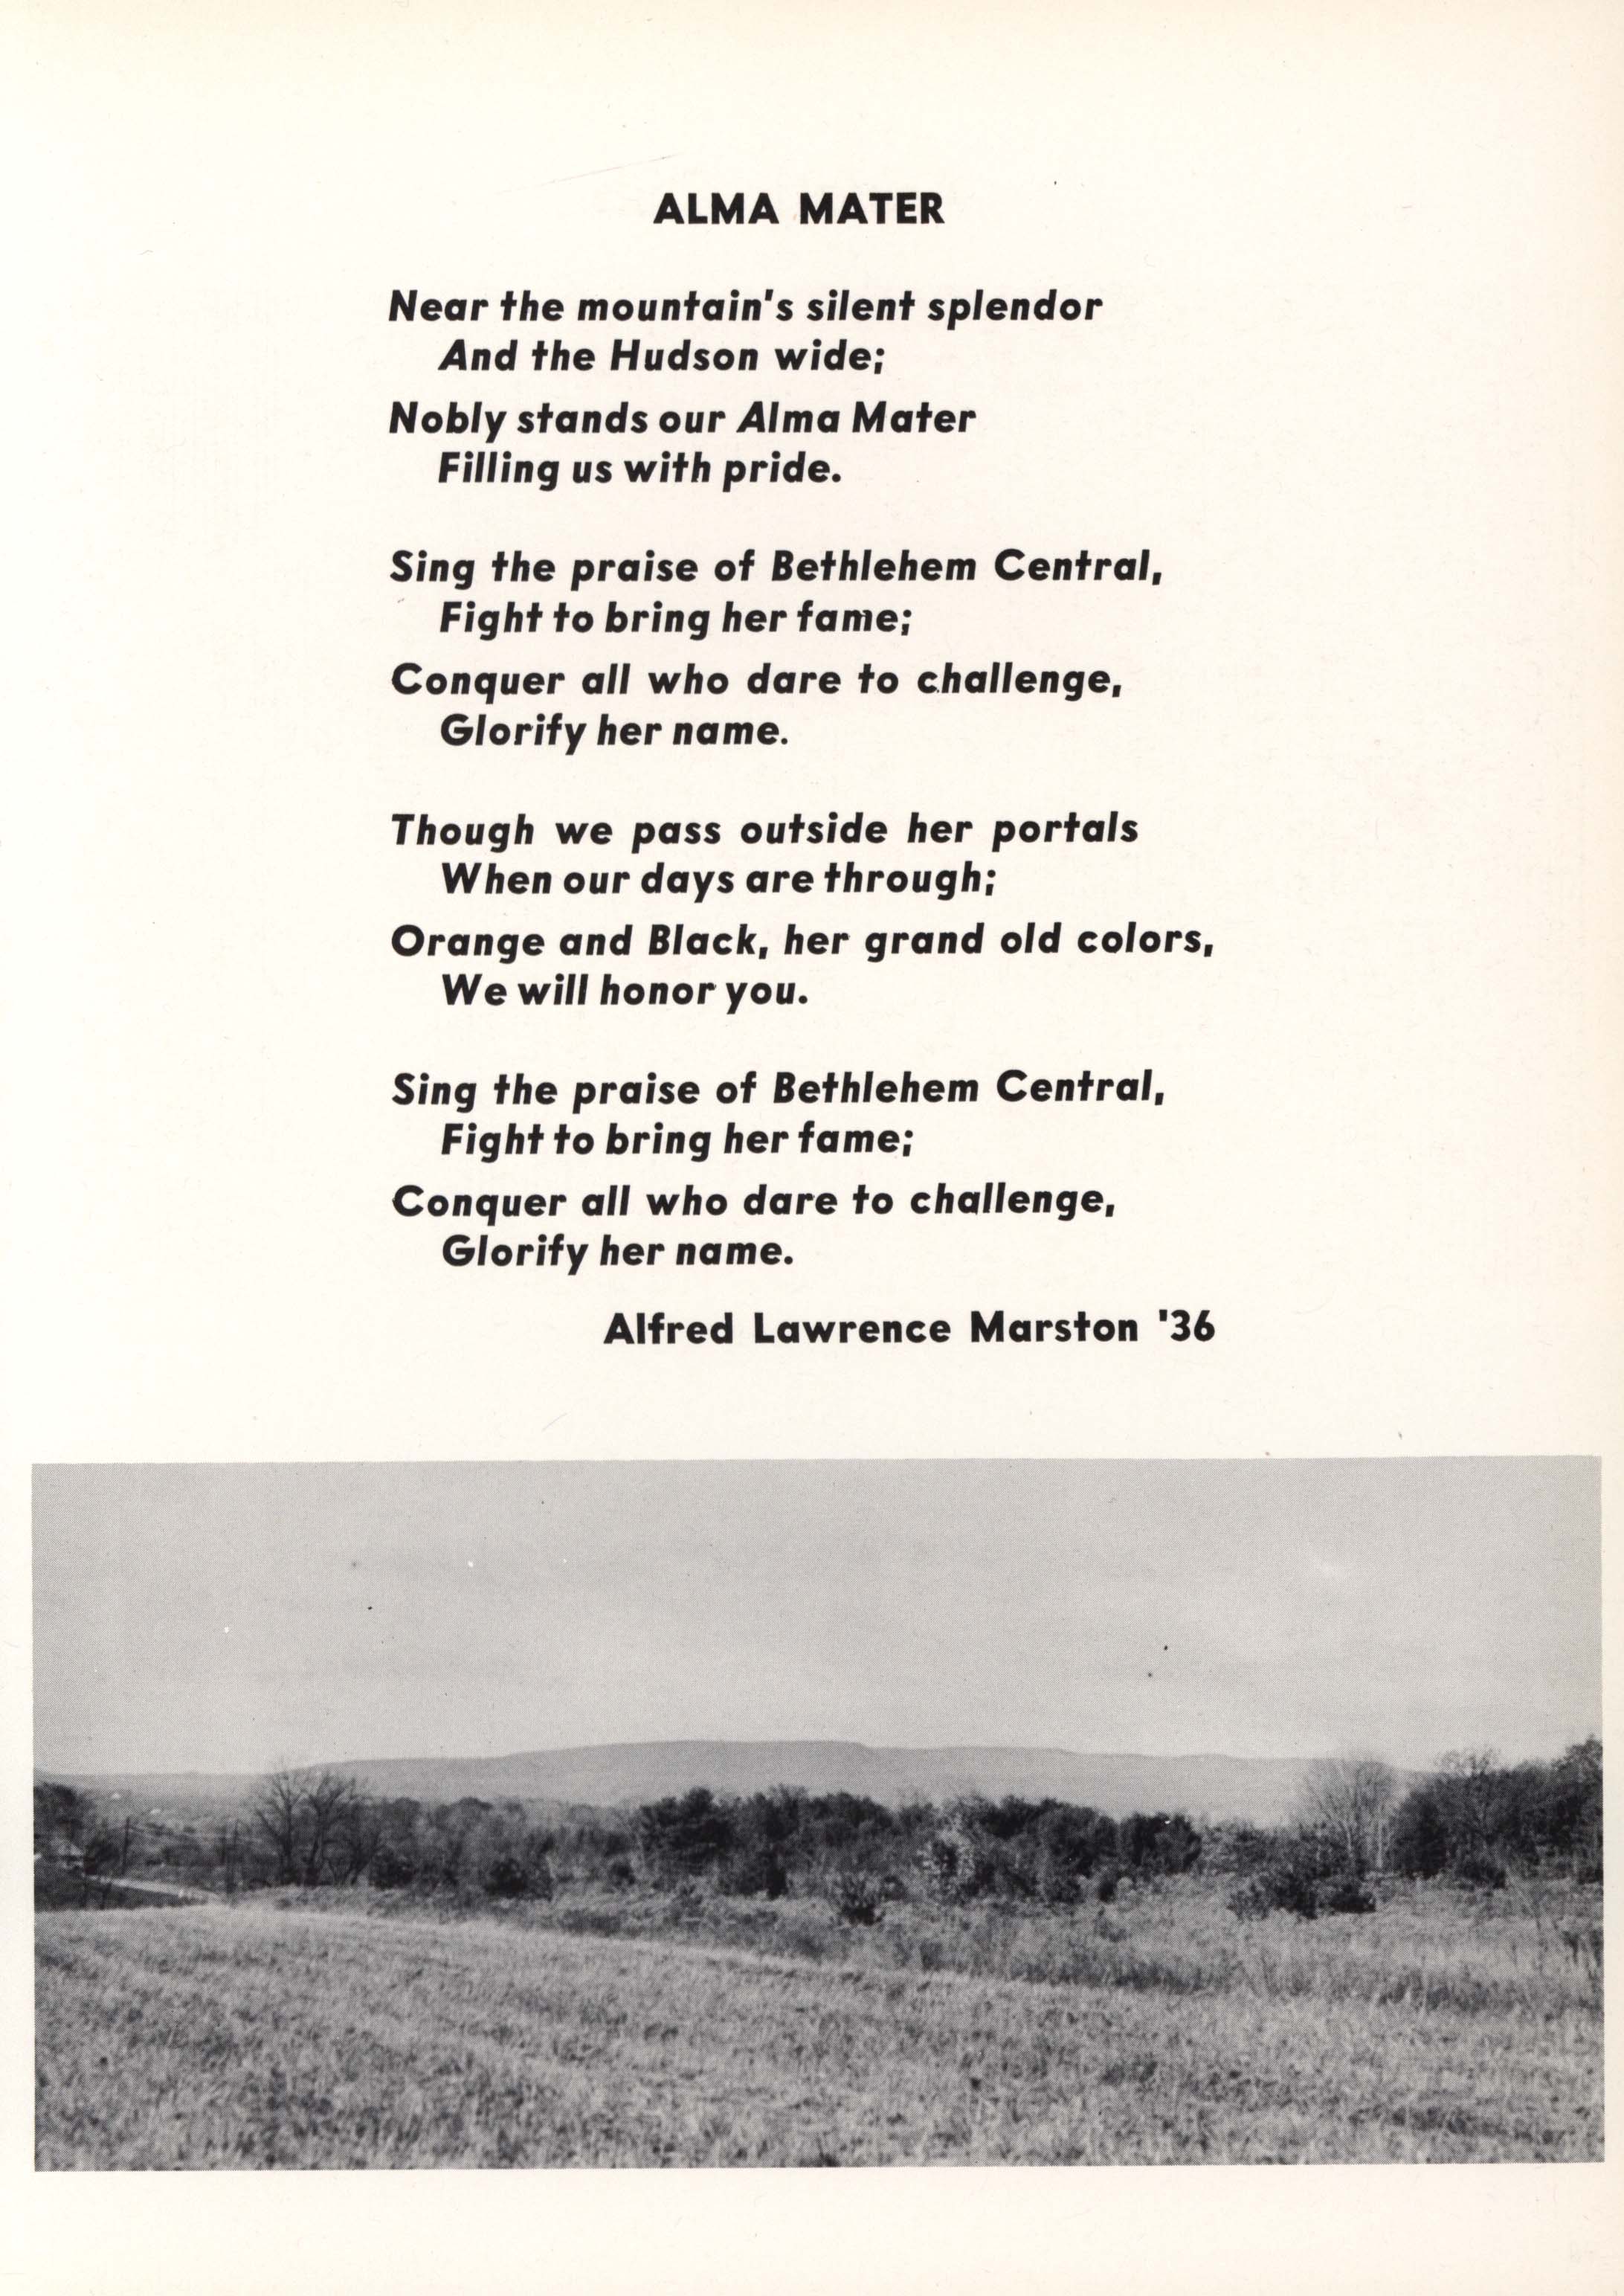 ALMA MATER
Near the mountain's silent splendor
And the Hudson wide;
Nobly stands our Alma Mater
Filling us with pride.
Sing the praise of Bethlehem Central,
Fight to bring her fame;
Conquer all who dare to challenge,
Glorify her name.
Though we pass outside her portals
When our days are through;
Orange and Black, her grand old colors,
We will honor you.
Sing the praise of Bethlehem Central,
Fight to bring her fame;
Conquer all who dare to challenge,
Glorify her name.
Alfred Lawrence Marston '36